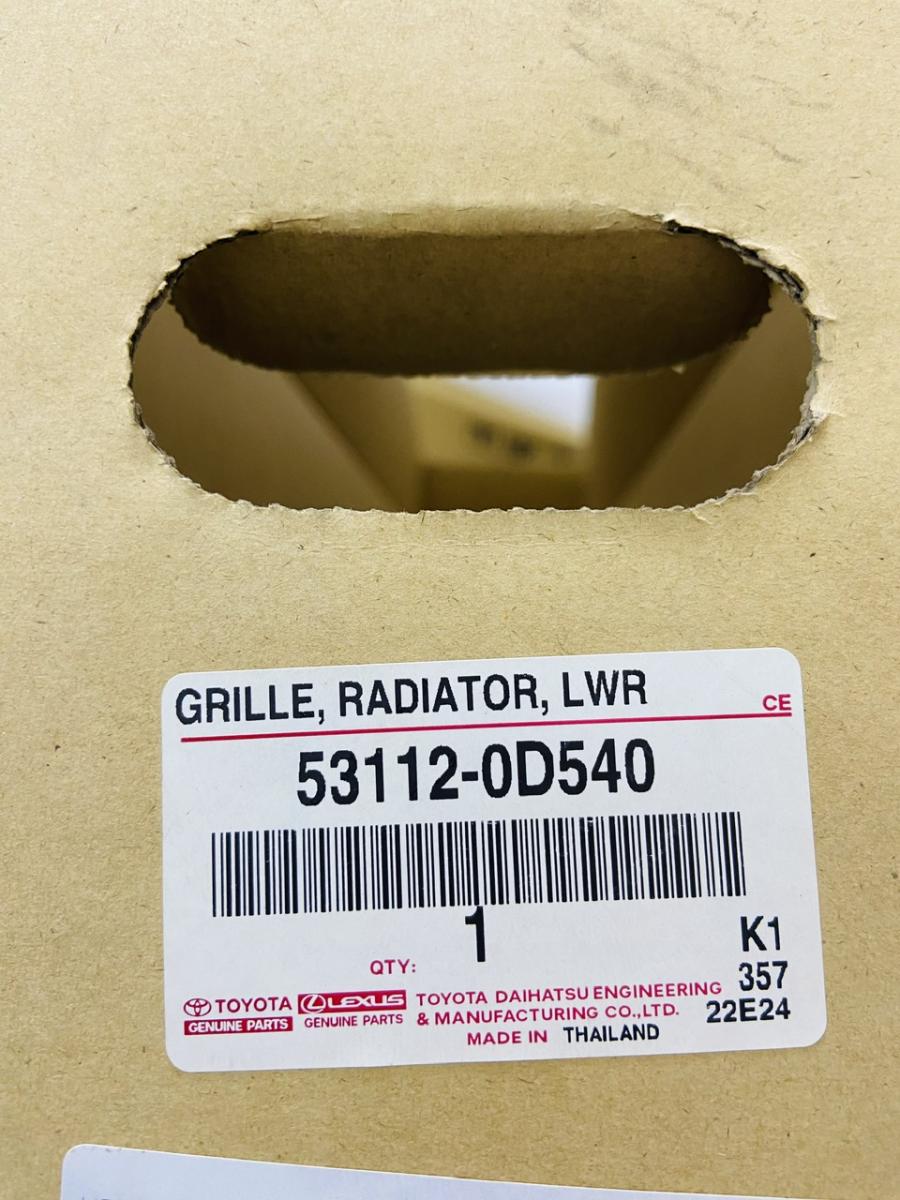 GRILLE, RADIATOR, LWR
CE
53112-0D540
1
QTY:
K1
357
22E24
TOYOTA
GENUINE PARTS
LEXUS
GENUINE PARTS
TOYOTA DAIHATSU ENGINEERING
& MANUFACTURING CO.,LTD.
MADE IN THAILAND